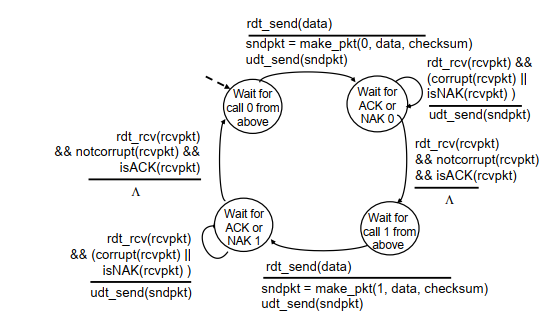 rdt_send(data)
sndpkt = make_pkt(0, data, checksum)
udt_send(sndpkt)
rdt_rcv(rcvpkt) &&
(corrupt(rcvpkt) ||
isNAK(rcvpkt) )
udt_send(sndpkt)
Wait for
call 0 from
above
Wait for
ACK or
NAK 0
rdt_rcv(rcvpkt)
&& notcorrupt(rcvpkt) &&
isACK(rcvpkt)
Λ
rdt_rcv(rcvpkt)
&& notcorrupt(rcvpkt)
&& isACK(rcvpkt)
Λ
Wait for
ACK or
NAK 1
Wait for
call 1 from
above
rdt_rcv(rcvpkt)
&& (corrupt(rcvpkt) ||
isNAK(rcvpkt) )
udt_send(sndpkt)
rdt_send(data)
sndpkt = make_pkt(1, data, checksum)
udt_send(sndpkt)